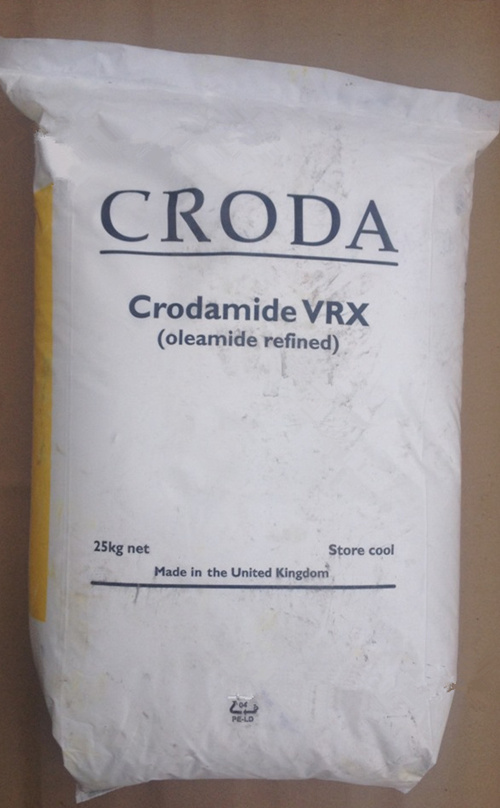 CRODA
Crodamide VRX
(oleamide refined)
25kg net Store cool
Made in the United Kingdom
04
PE-LD